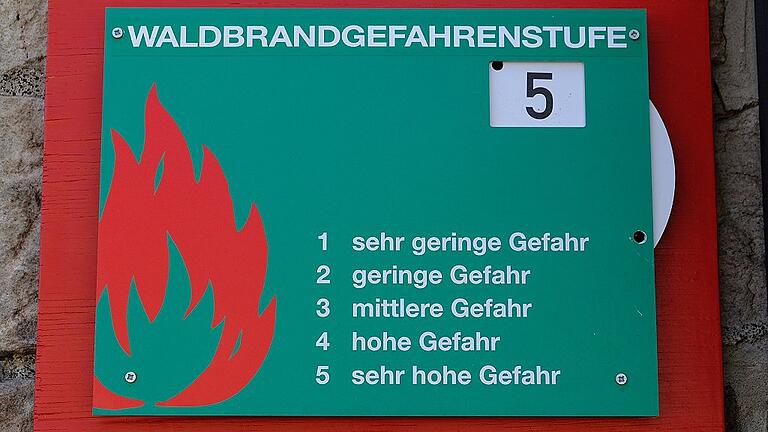 WALDBRANDGEFAHRENSTUFE
5
1 sehr geringe Gefahr
2 geringe Gefahr
3 mittlere Gefahr
4 hohe Gefahr
5 sehr hohe Gefahr